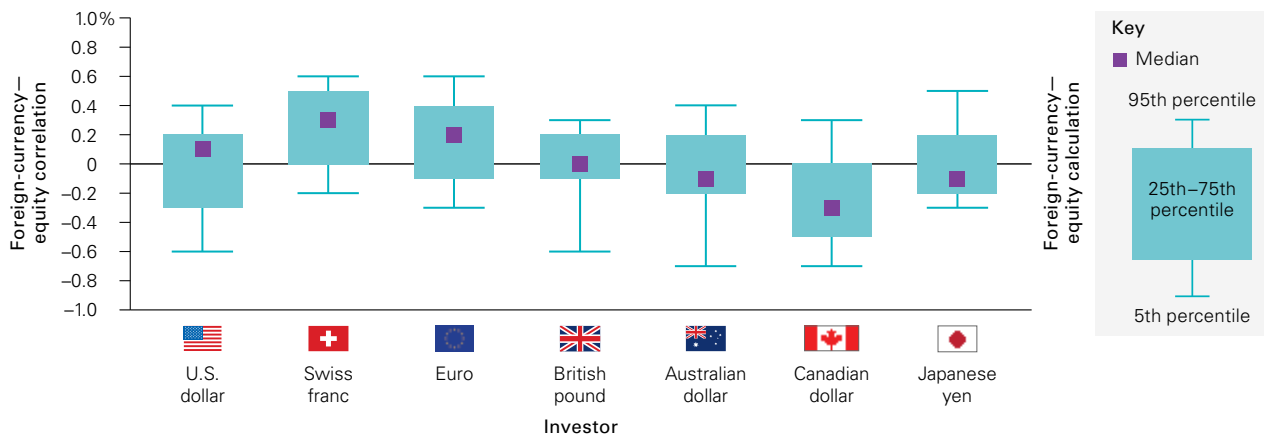 Foreign-currency—
equity correlation
1.0%
0.8
0.6
0.4
0.2
0
–0.2
–0.4
–0.6
–0.8
–1.0
U.S.
dollar
Swiss
franc
Euro
British
pound
Australian
dollar
Canadian
dollar
Japanese
yen
Investor
Foreign-currency—
equity calculation
Key
Median
95th percentile
25th–75th
percentile
5th percentile